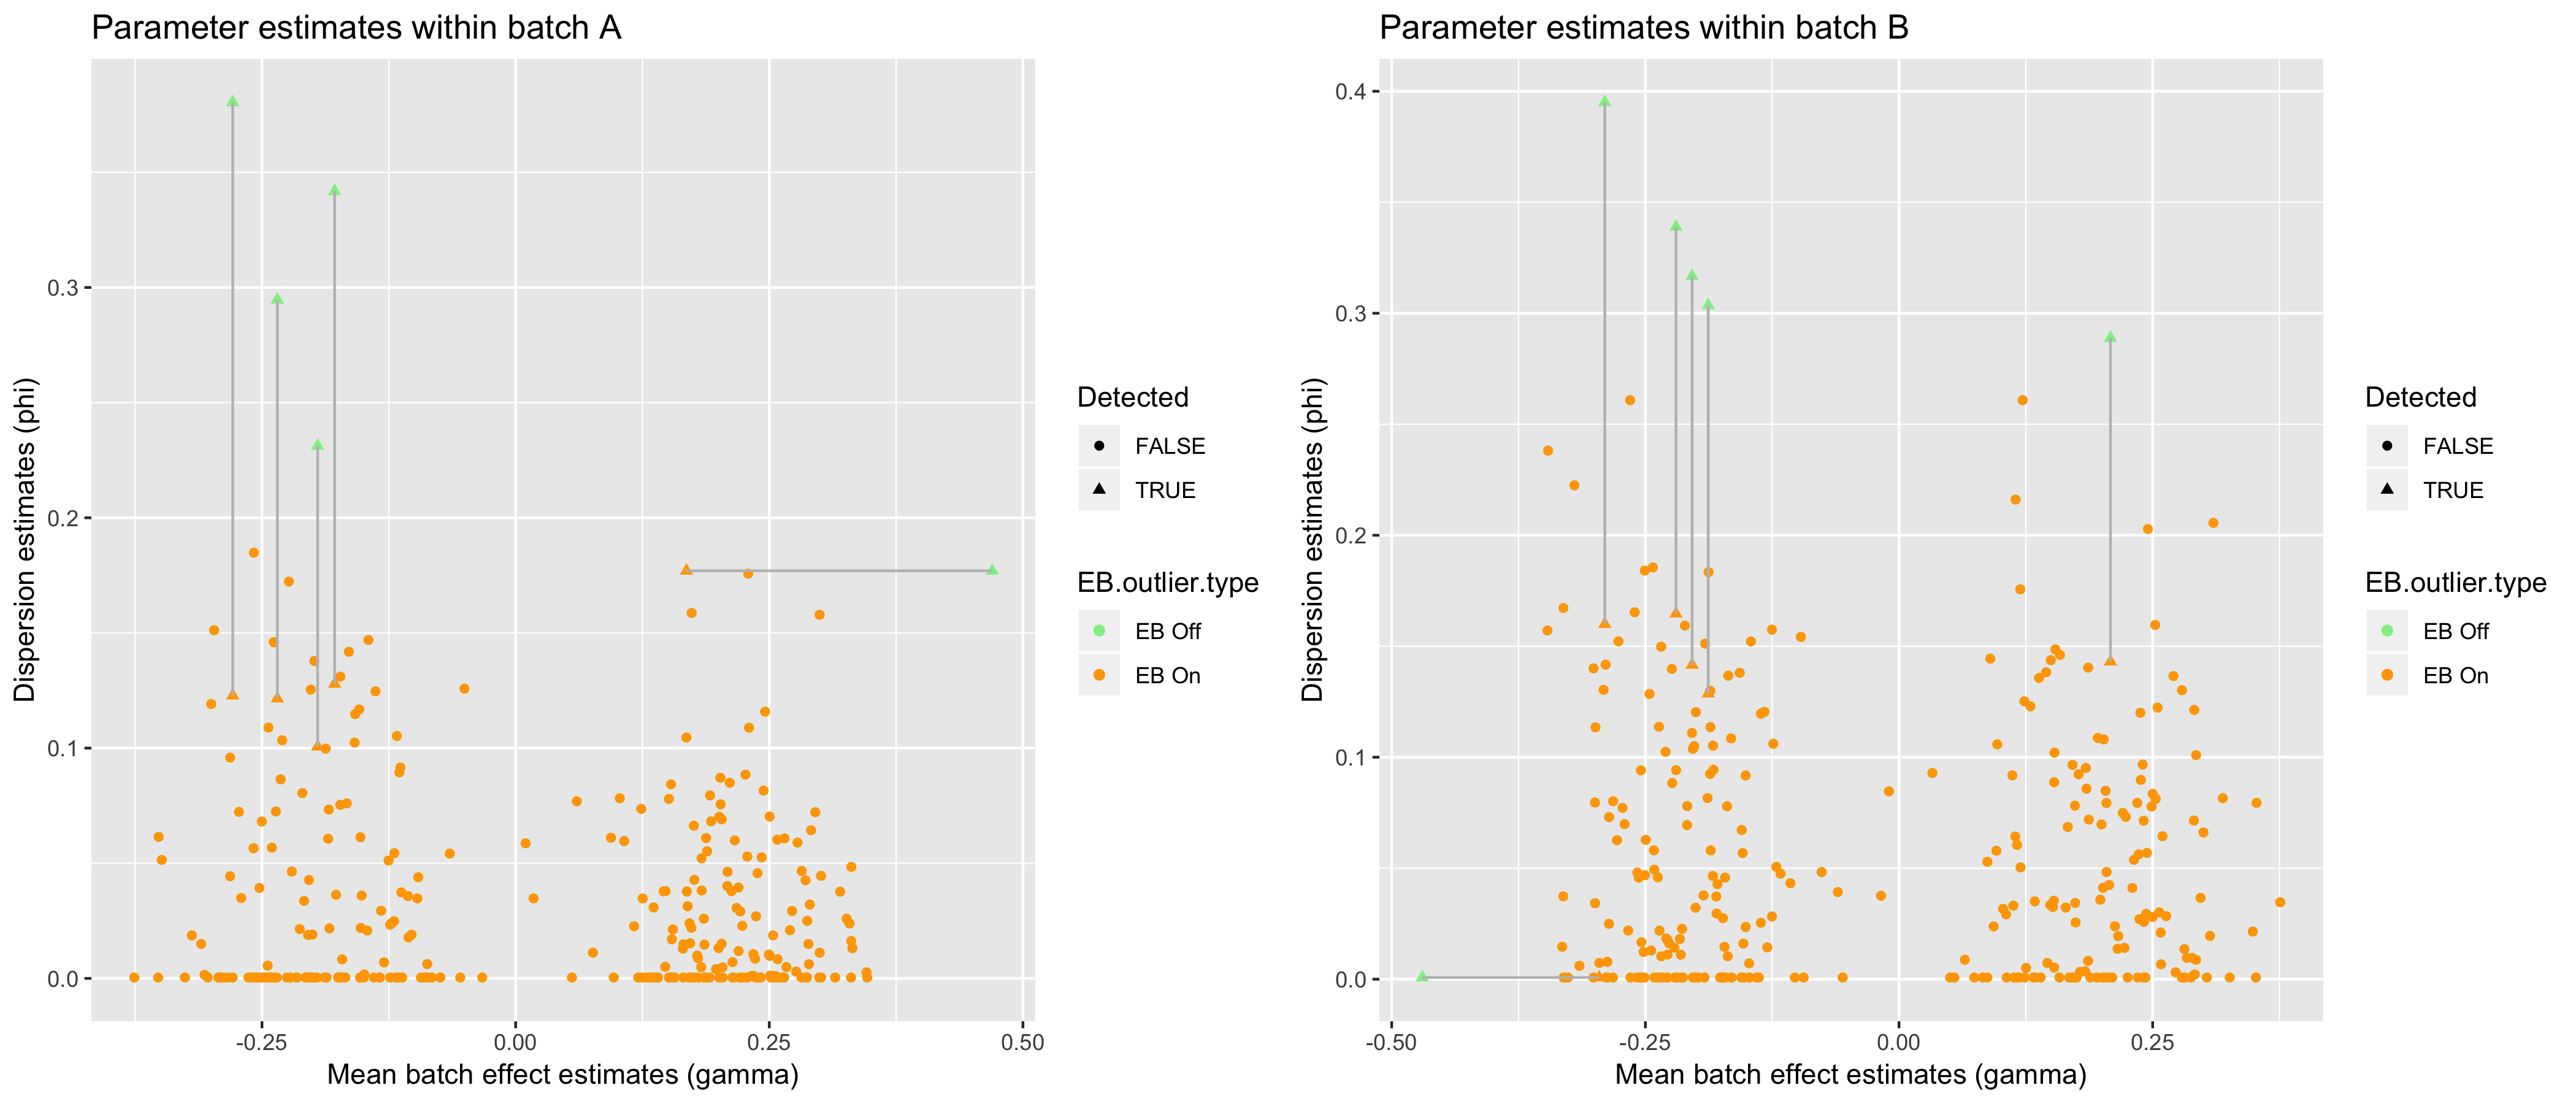 Parameter estimates within batch A
Dispersion estimates (phi)
0.3
0.2
0.1
0.0
-0.25
0.00
0.25
0.50
Mean batch effect estimates (gamma)
Detected
FALSE
TRUE
EB.outlier.type
EB Off
EB On
Parameter estimates within batch B
Dispersion estimates (phi)
0.4
0.3
0.2
0.1
0.0
-0.50
-0.25
0.00
0.25
Mean batch effect estimates (gamma)
Detected
FALSE
TRUE
EB.outlier.type
EB Off
EB On